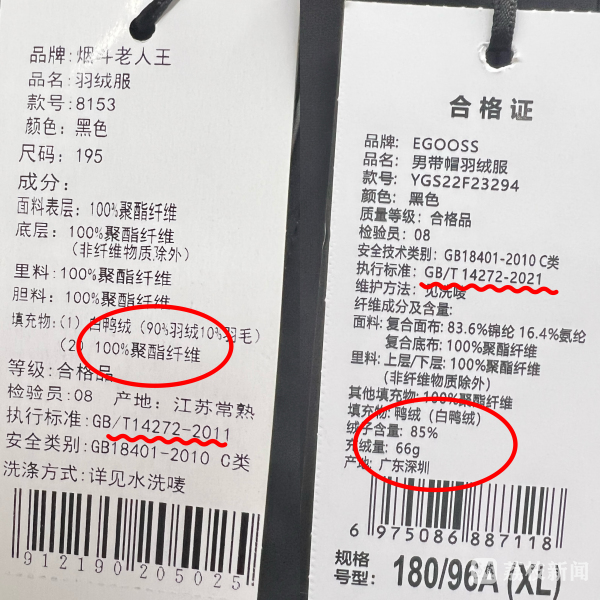 品牌:烟斗老人王
品名:羽绒服
款号:8153
颜色:黑色
尺码:195
成分：
面料表层:100%聚酯纤维
底层:100%聚酯纤维
(非纤维物质除外)
里料:100%聚酯纤维
胆料:100%聚酯纤维
填充物:(1)白鸭绒(90%羽绒10%羽毛)
(2)100%聚酯纤维
等级:合格品
检验员:08 产地:江苏常熟
执行标准:GB/T14272-2011
安全类别:GB18401-2010 C类
洗涤方式:详见水洗唛
912190205025
合格证
品牌: EGOOSS
品名: 男带帽羽绒服
款号: YGS22F23294
颜色: 黑色
质量等级: 合格品
检验员: 08
安全技术类别: GB18401-2010 C类
执行标准: GB/T 14272-2021
维护方法: 见洗唛
纤维成分及含量:
面料: 复合面布: 83.6%锦纶 16.4%氨纶
复合底布: 100%聚酯纤维
里料: 上层/下层: 100%聚酯纤维
(非纤维物质除外)
其他填充物: 100%聚酯纤维
填充物: 鸭绒（白鸭绒）
绒子含量: 85%
充绒量: 66g
产地: 广东深圳
6 975086 887118
规格
号型: 180/96A (XL)